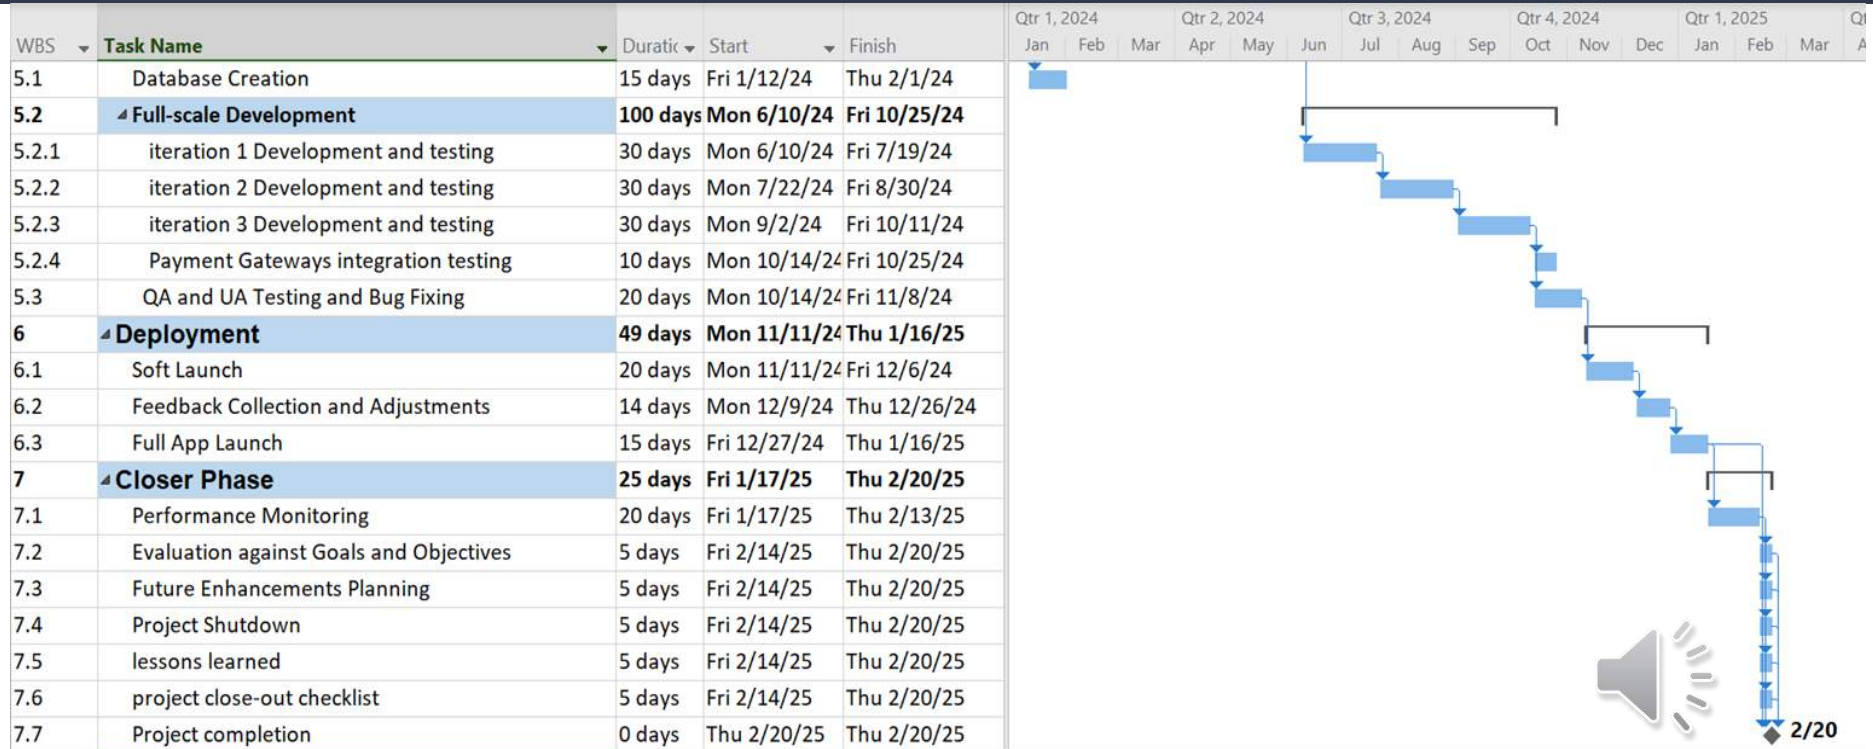 Qtr 1, 2024 Qtr 2, 2024 Qtr 3, 2024 Qtr 4, 2024 Qtr 1, 2025
WBS Task Name Duratic Start Finish Jan Feb Mar Apr May Jun Jul Aug Sep Oct Nov Dec Jan Feb Mar
5.1 Database Creation 15 days Fri 1/12/24 Thu 2/1/24
5.2 Full-scale Development 100 days Mon 6/10/24 Fri 10/25/24
5.2.1 iteration 1 Development and testing 30 days Mon 6/10/24 Fri 7/19/24
5.2.2 iteration 2 Development and testing 30 days Mon 7/22/24 Fri 8/30/24
5.2.3 iteration 3 Development and testing 30 days Mon 9/2/24 Fri 10/11/24
5.2.4 Payment Gateways integration testing 10 days Mon 10/14/24 Fri 10/25/24
5.3 QA and UA Testing and Bug Fixing 20 days Mon 10/14/24 Fri 11/8/24
6 Deployment 49 days Mon 11/11/24 Thu 1/16/25
6.1 Soft Launch 20 days Mon 11/11/24 Fri 12/6/24
6.2 Feedback Collection and Adjustments 14 days Mon 12/9/24 Thu 12/26/24
6.3 Full App Launch 15 days Fri 12/27/24 Thu 1/16/25
7 Closer Phase 25 days Fri 1/17/25 Thu 2/20/25
7.1 Performance Monitoring 20 days Fri 1/17/25 Thu 2/13/25
7.2 Evaluation against Goals and Objectives 5 days Fri 2/14/25 Thu 2/20/25
7.3 Future Enhancements Planning 5 days Fri 2/14/25 Thu 2/20/25
7.4 Project Shutdown 5 days Fri 2/14/25 Thu 2/20/25
7.5 lessons learned 5 days Fri 2/14/25 Thu 2/20/25
7.6 project close-out checklist 5 days Fri 2/14/25 Thu 2/20/25
7.7 Project completion 0 days Thu 2/20/25 Thu 2/20/25 2/20